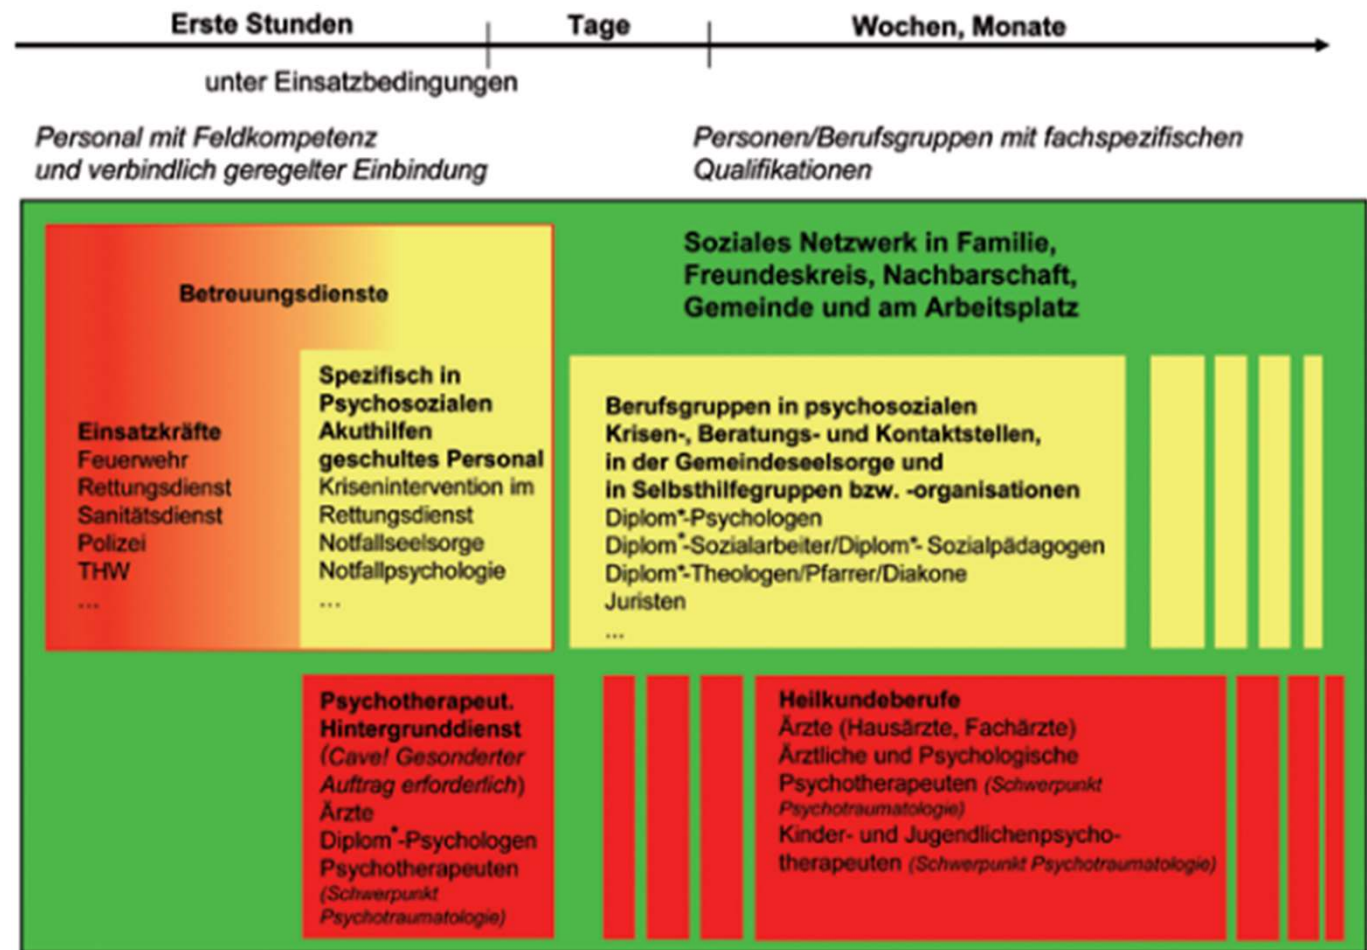 Erste Stunden
Tage
Wochen, Monate
unter Einsatzbedingungen
Personal mit Feldkompetenz
und verbindlich geregelter Einbindung
Personen/Berufsgruppen mit fachspezifischen
Qualifikationen
Betreuungsdienste
Soziales Netzwerk in Familie,
Freundeskreis, Nachbarschaft,
Gemeinde und am Arbeitsplatz
Einsatzkräfte
Feuerwehr
Rettungsdienst
Sanitätsdienst
Polizei
THW
...
Spezifisch in
Psychosozialen
Akuthilfen
geschultes Personal
Krisenintervention im
Rettungsdienst
Notfallseelsorge
Notfallpsychologie
...
Berufsgruppen in psychosozialen
Krisen-, Beratungs- und Kontaktstellen,
in der Gemeindeseelsorge und
in Selbsthilfegruppen bzw. -organisationen
Diplom*-Psychologen
Diplom*-Sozialarbeiter/Diplom*- Sozialpädagogen
Diplom*-Theologen/Pfarrer/Diakone
Juristen
...
Psychotherapeut.
Hintergrunddienst
(Cave! Gesonderter
Auftrag erforderlich)
Ärzte
Diplom*-Psychologen
Psychotherapeuten
(Schwerpunkt
Psychotraumatologie)
Heilkundeberufe
Ärzte (Hausärzte, Fachärzte)
Ärztliche und Psychologische
Psychotherapeuten (Schwerpunkt
Psychotraumatologie)
Kinder- und Jugendlichenpsycho-
therapeuten (Schwerpunkt Psychotraumatologie)